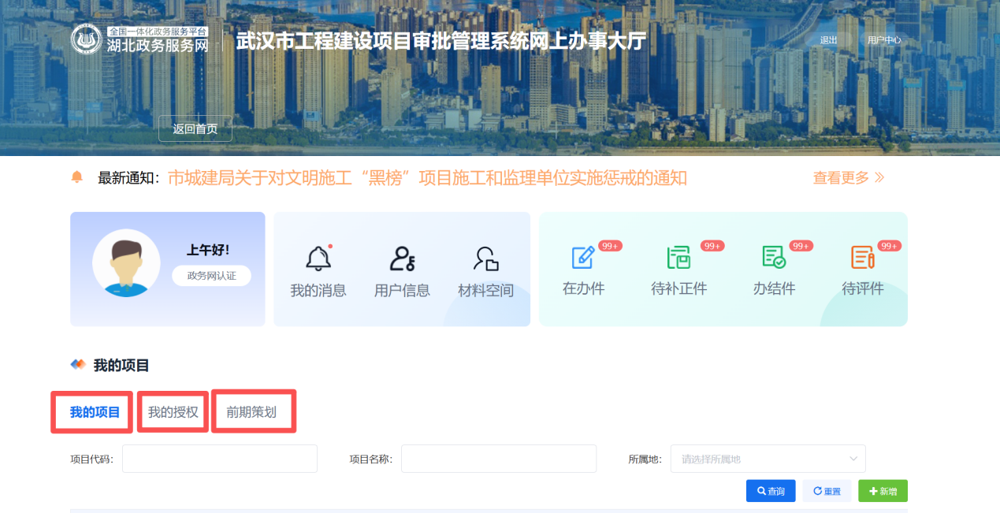 全国一体化政务服务平台
湖北政务服务网
武汉市工程建设项目审批管理系统网上办事大厅
退出
用户中心
返回首页
最新通知：
市城建局关于对文明施工“黑榜”项目施工和监理单位实施惩戒的通知
查看更多
上午好！
政务网认证
我的消息
用户信息
材料空间
99+
在办件
99+
待补正件
99+
办结件
99+
待评件
我的项目
我的项目
我的授权
前期策划
项目代码：
项目名称：
所属地：
请选择所属地
查询
重置
新增